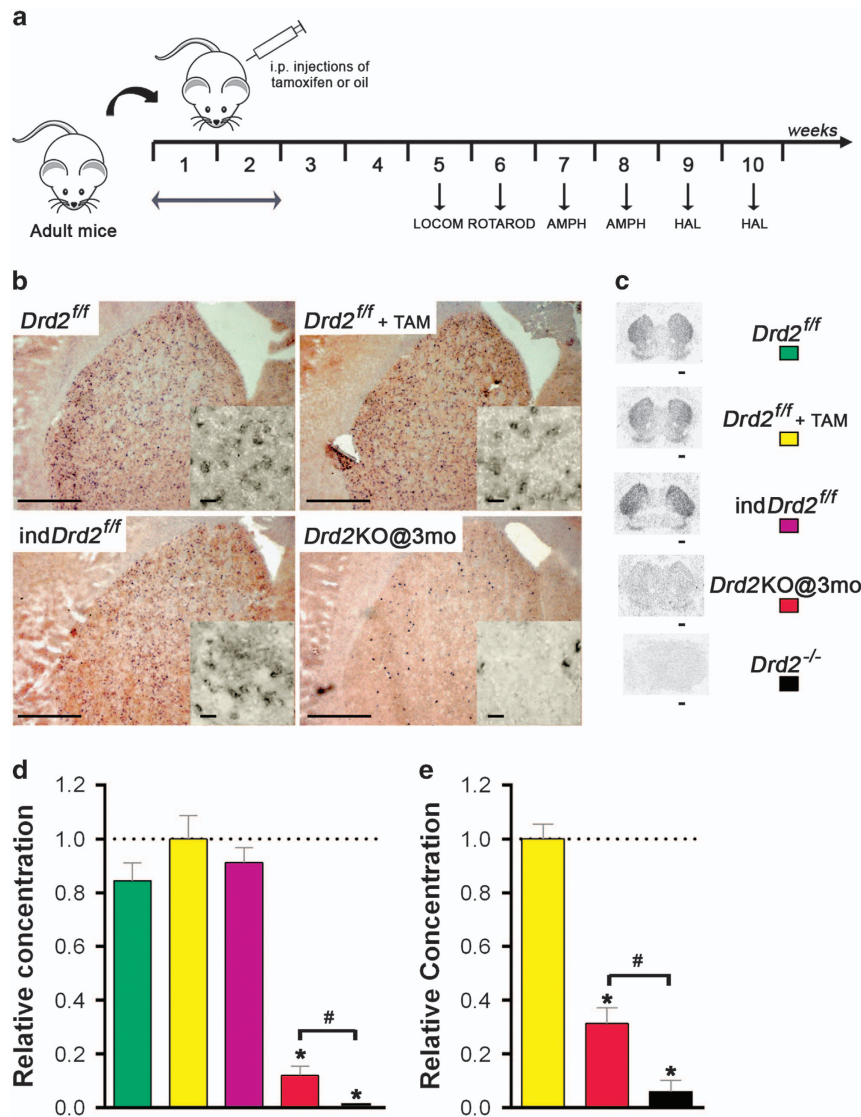 a
i.p. injections of
tamoxifen or oil
weeks
1 2 3 4 5 6 7 8 9 10
Adult mice
LOCOM ROTAROD AMPH AMPH HAL HAL
b
Drd2f/f
Drd2f/f + TAM
indDrd2f/f
Drd2KO@3mo
c
Drd2f/f
Drd2f/f + TAM
indDrd2f/f
Drd2KO@3mo
Drd2-/-
d
Relative concentration
1.2
1.0
0.8
0.6
0.4
0.2
0.0
#
*
*
e
Relative Concentration
1.2
1.0
0.8
0.6
0.4
0.2
0.0
#
*
*